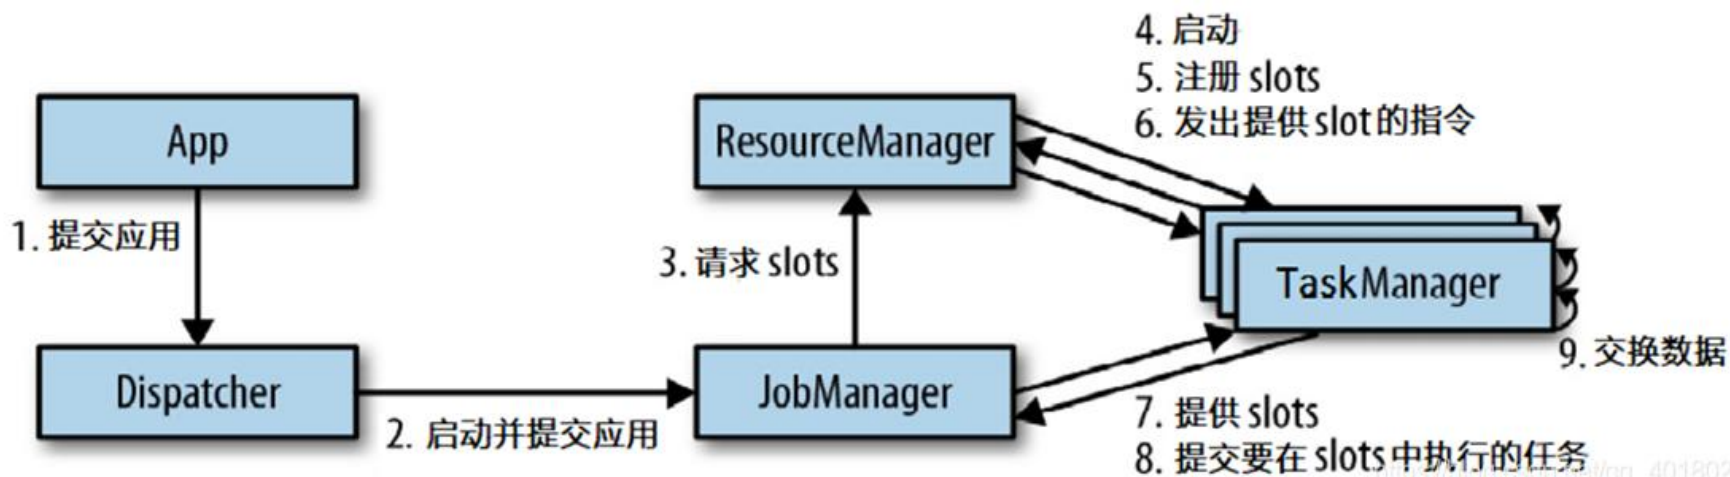 4. 启动
5. 注册 slots
6. 发出提供 slot 的指令
App
ResourceManager
1. 提交应用
3. 请求 slots
TaskManager
9. 交换数据
Dispatcher
JobManager
2. 启动并提交应用
7. 提供 slots
8. 提交要在 slots 中执行的任务